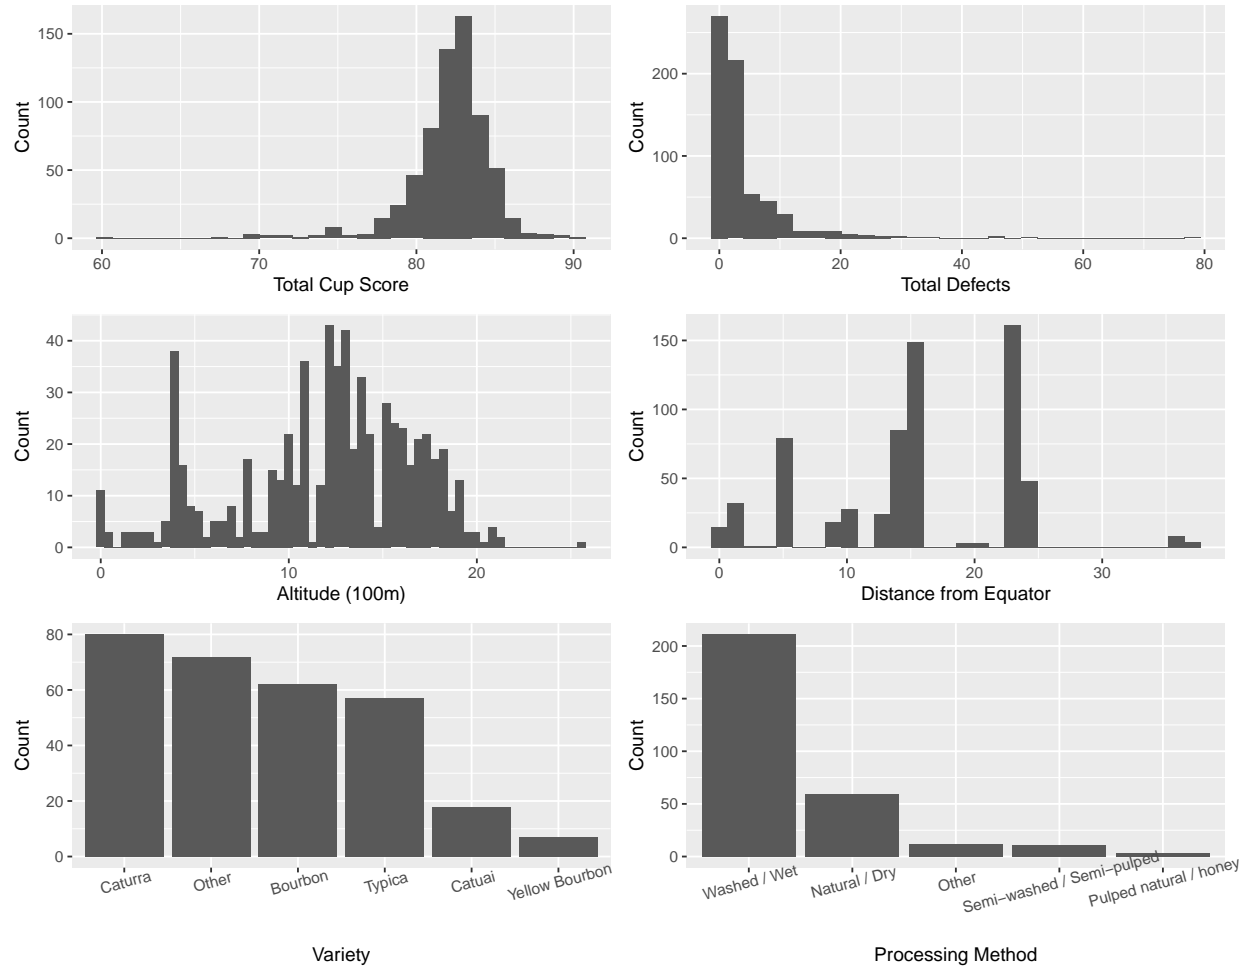 150
100
50
0
Count
60
70
80
90
Total Cup Score
200
100
0
Count
0
20
40
60
80
Total Defects
40
30
20
10
0
Count
0
10
20
Altitude (100m)
150
100
50
0
Count
0
10
20
30
Distance from Equator
80
60
40
20
0
Count
Caturra
Other
Bourbon
Typica
Catuai
Yellow Bourbon
Variety
200
150
100
50
0
Count
Washed / Wet
Natural / Dry
Other
Semi−washed / Semi−pulped
Pulped natural / honey
Processing Method